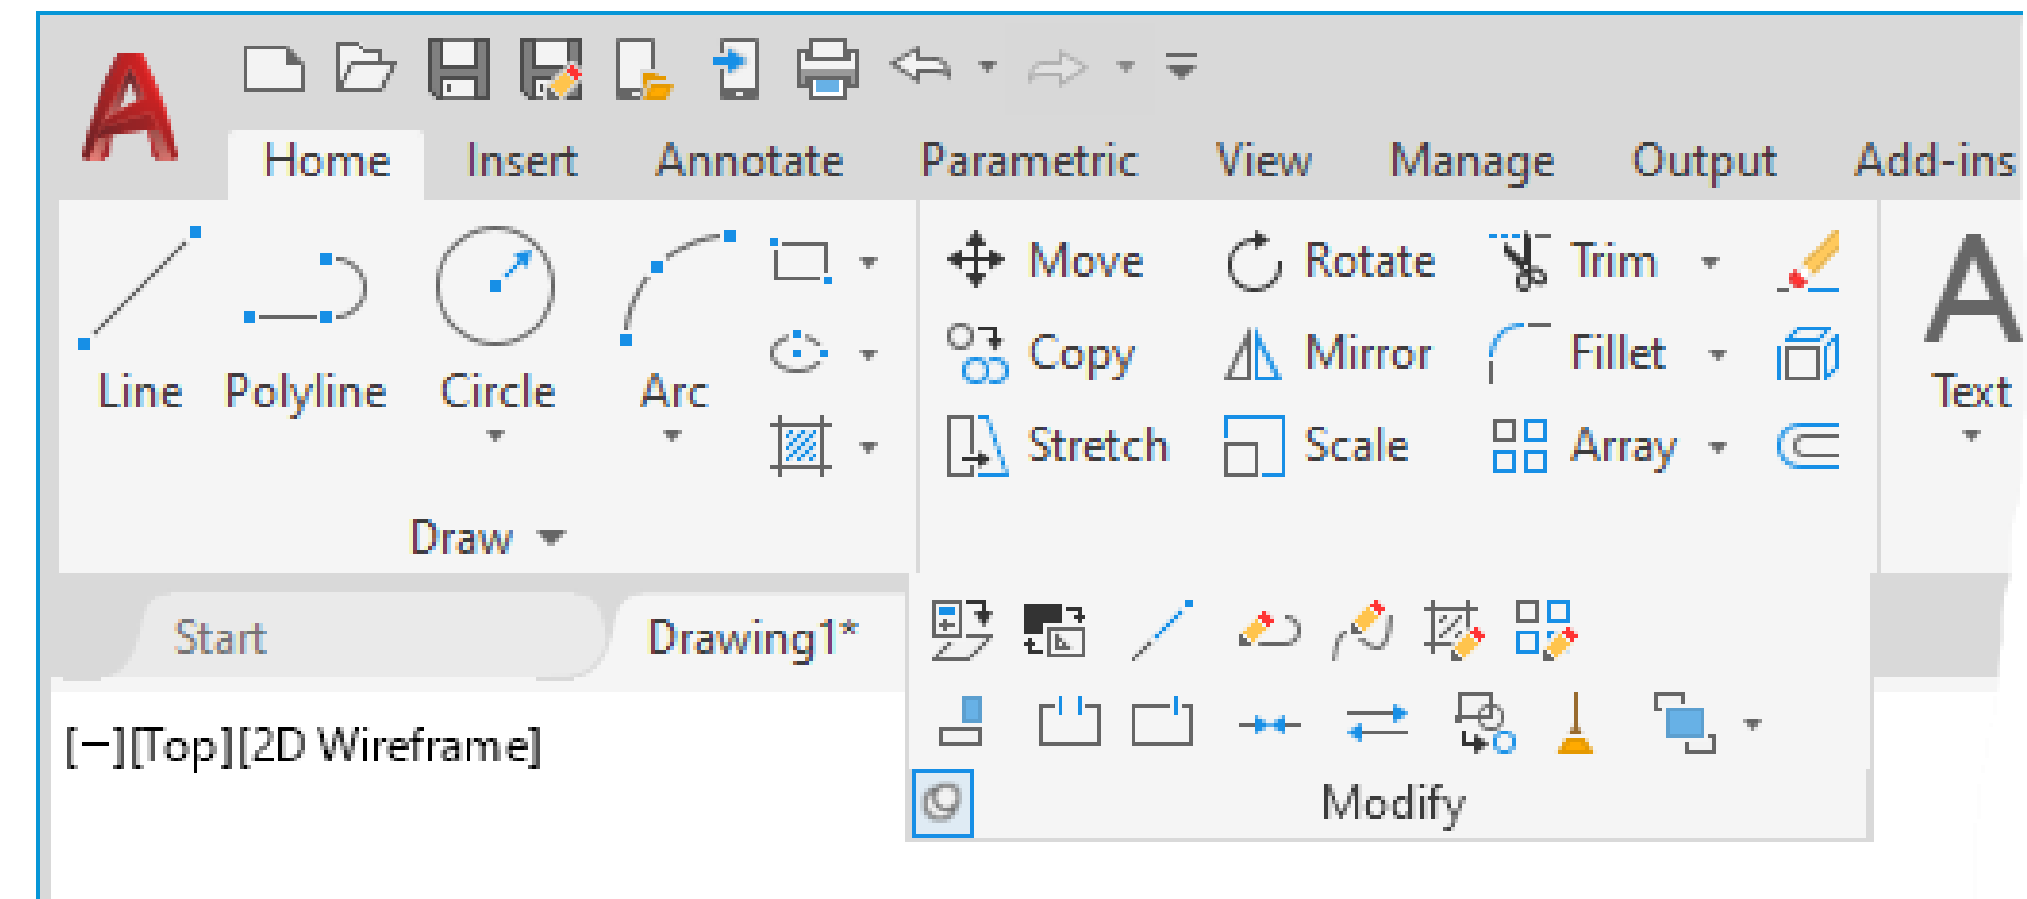 Home Insert Annotate Parametric View Manage Output Add-ins
Line Polyline Circle Arc
Draw
Move Rotate Trim
Copy Mirror Fillet
Stretch Scale Array
Text
Start Drawing1*
[−][Top][2D Wireframe]
Modify